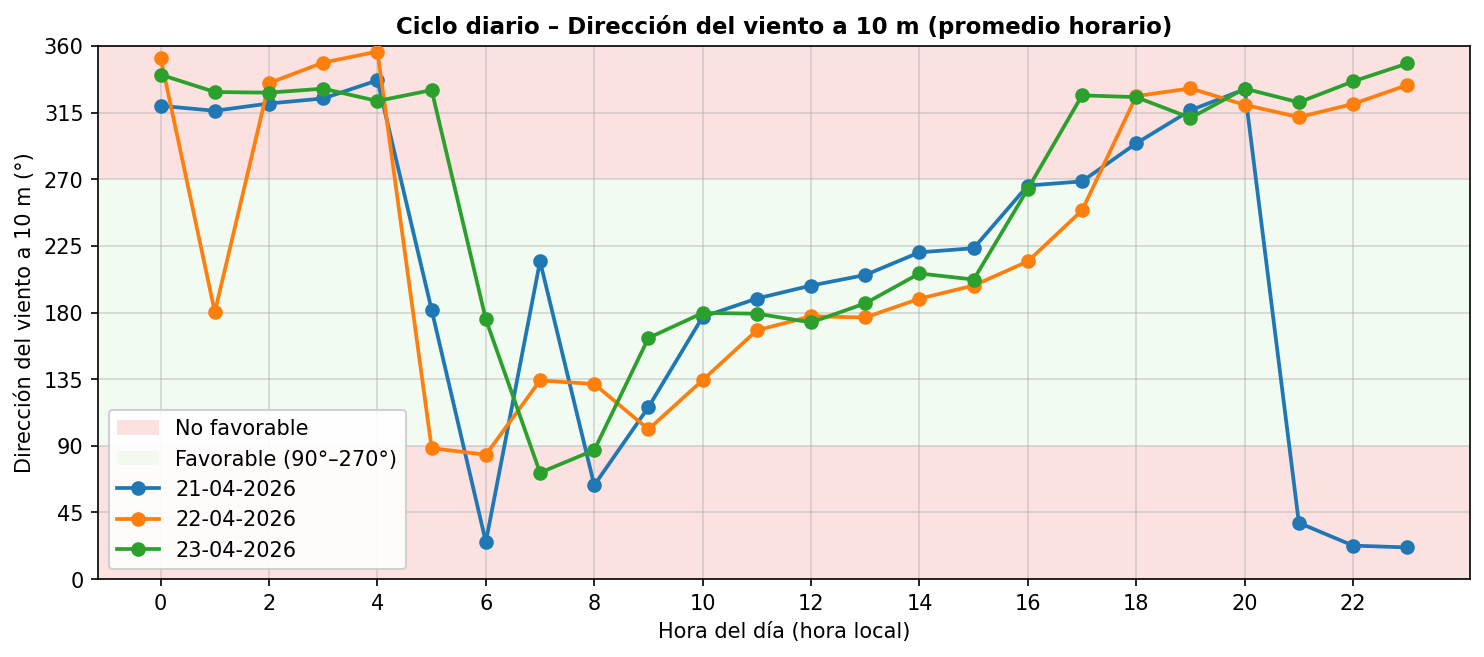 Ciclo diario – Dirección del viento a 10 m (promedio horario)
Dirección del viento a 10 m (°)
360
315
270
225
180
135
90
45
0
No favorable
Favorable (90°–270°)
21-04-2026
22-04-2026
23-04-2026
0 2 4 6 8 10 12 14 16 18 20 22
Hora del día (hora local)